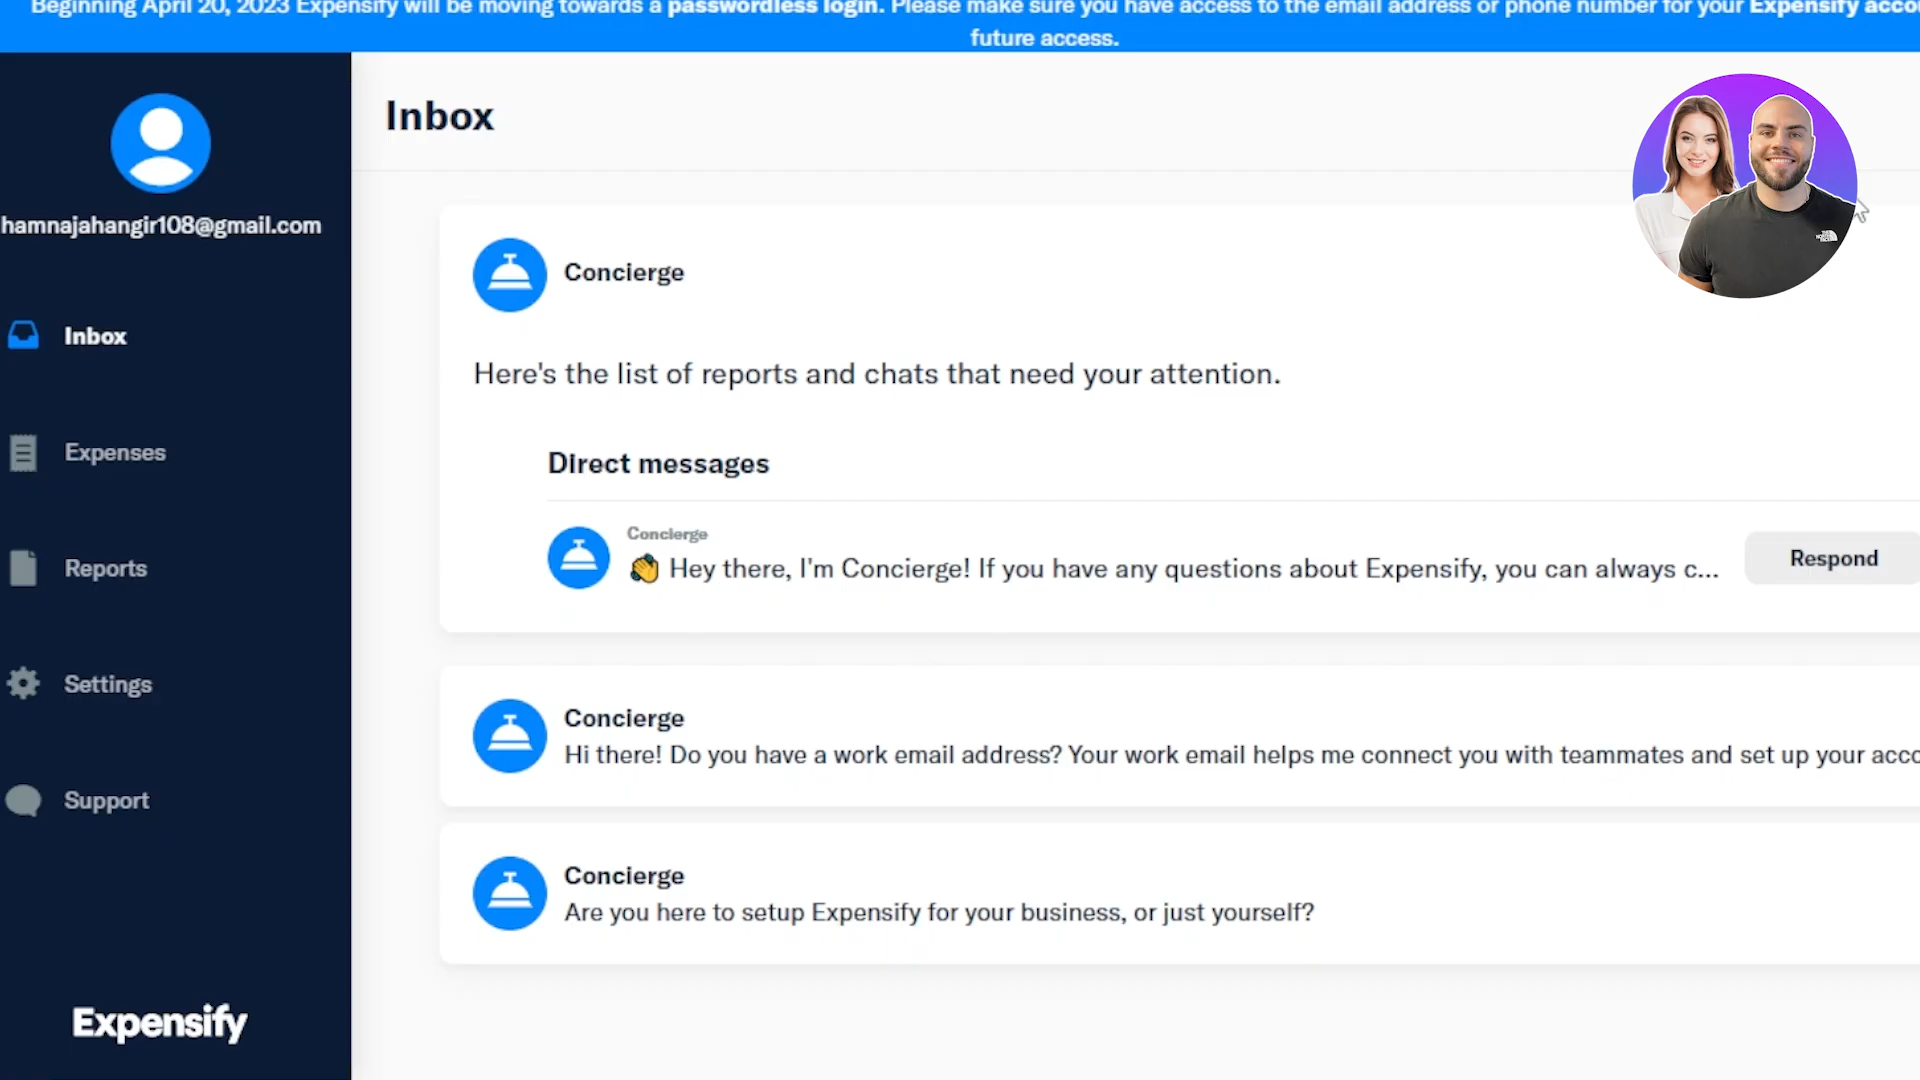 Beginning April 20, 2023 Expensify will be moving towards a passwordless login. Please make sure you have access to the email address or phone number for your Expensify
future access.
Inbox
hamnajahangir108@gmail.com
Concierge
Inbox
Here's the list of reports and chats that need your attention.
Expenses
Direct messages
Concierge
👏 Hey there, I'm Concierge! If you have any questions about Expensify, you can always c...
Respond
Reports
Settings
Concierge
Hi there! Do you have a work email address? Your work email helps me connect you with teammates and set up your
Support
Concierge
Are you here to setup Expensify for your business, or just yourself?
Expensify